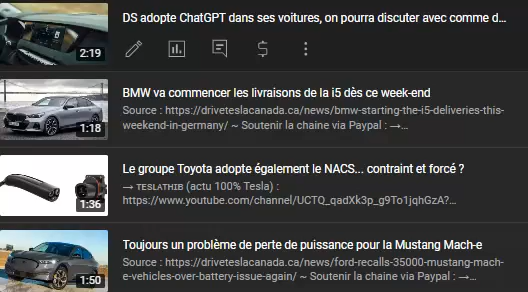 DS adopte ChatGPT dans ses voitures, on pourra discuter avec comme d...
2:19
BMW va commencer les livraisons de la i5 dès ce week-end
Source : https://driveteslacanada.ca/news/bmw-starting-the-i5-deliveries-this-
weekend-in-germany/ ~ Soutenir la chaine via Paypal : →...
1:18
Le groupe Toyota adopte également le NACS... contraint et forcé ?
→ TESLATHIB (actu 100% Tesla) :
https://www.youtube.com/channel/UCTQ_qadXk3p_g9To1jqhGzA?...
1:36
Toujours un problème de perte de puissance pour la Mustang Mach-e
Source : https://driveteslacanada.ca/news/ford-recalls-35000-mustang-mach-
e-vehicles-over-battery-issue-again/ ~ Soutenir la chaine via Paypal : →...
1:50